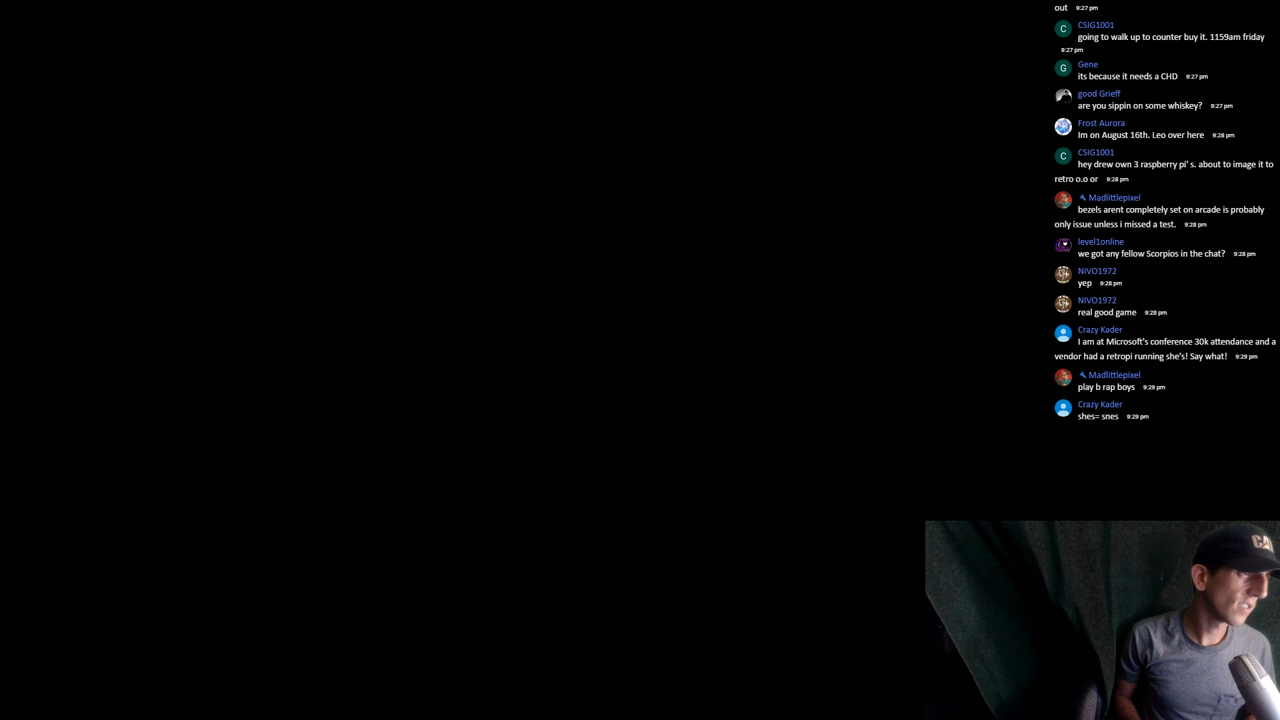 out 9:27 pm
CSIG1001
going to walk up to counter buy it. 1159am friday
9:27 pm
Gene
its because it needs a CHD 9:27 pm
good Grieff
are you sippin on some whiskey? 9:27 pm
Frost Aurora
Im on August 16th. Leo over here 9:28 pm
CSIG1001
hey drew own 3 raspberry pi' s. about to image it to
retro o.o or 9:28 pm
Madlittlepixel
bezels arent completely set on arcade is probably
only issue unless i missed a test. 9:28 pm
level1online
we got any fellow Scorpios in the chat? 9:28 pm
NIVO1972
yep 9:28 pm
NIVO1972
real good game 9:28 pm
Crazy Kader
I am at Microsoft's conference 30k attendance and a
vendor had a retropi running she's! Say what! 9:29 pm
Madlittlepixel
play b rap boys 9:29 pm
Crazy Kader
shes= snes 9:29 pm
C
G
C